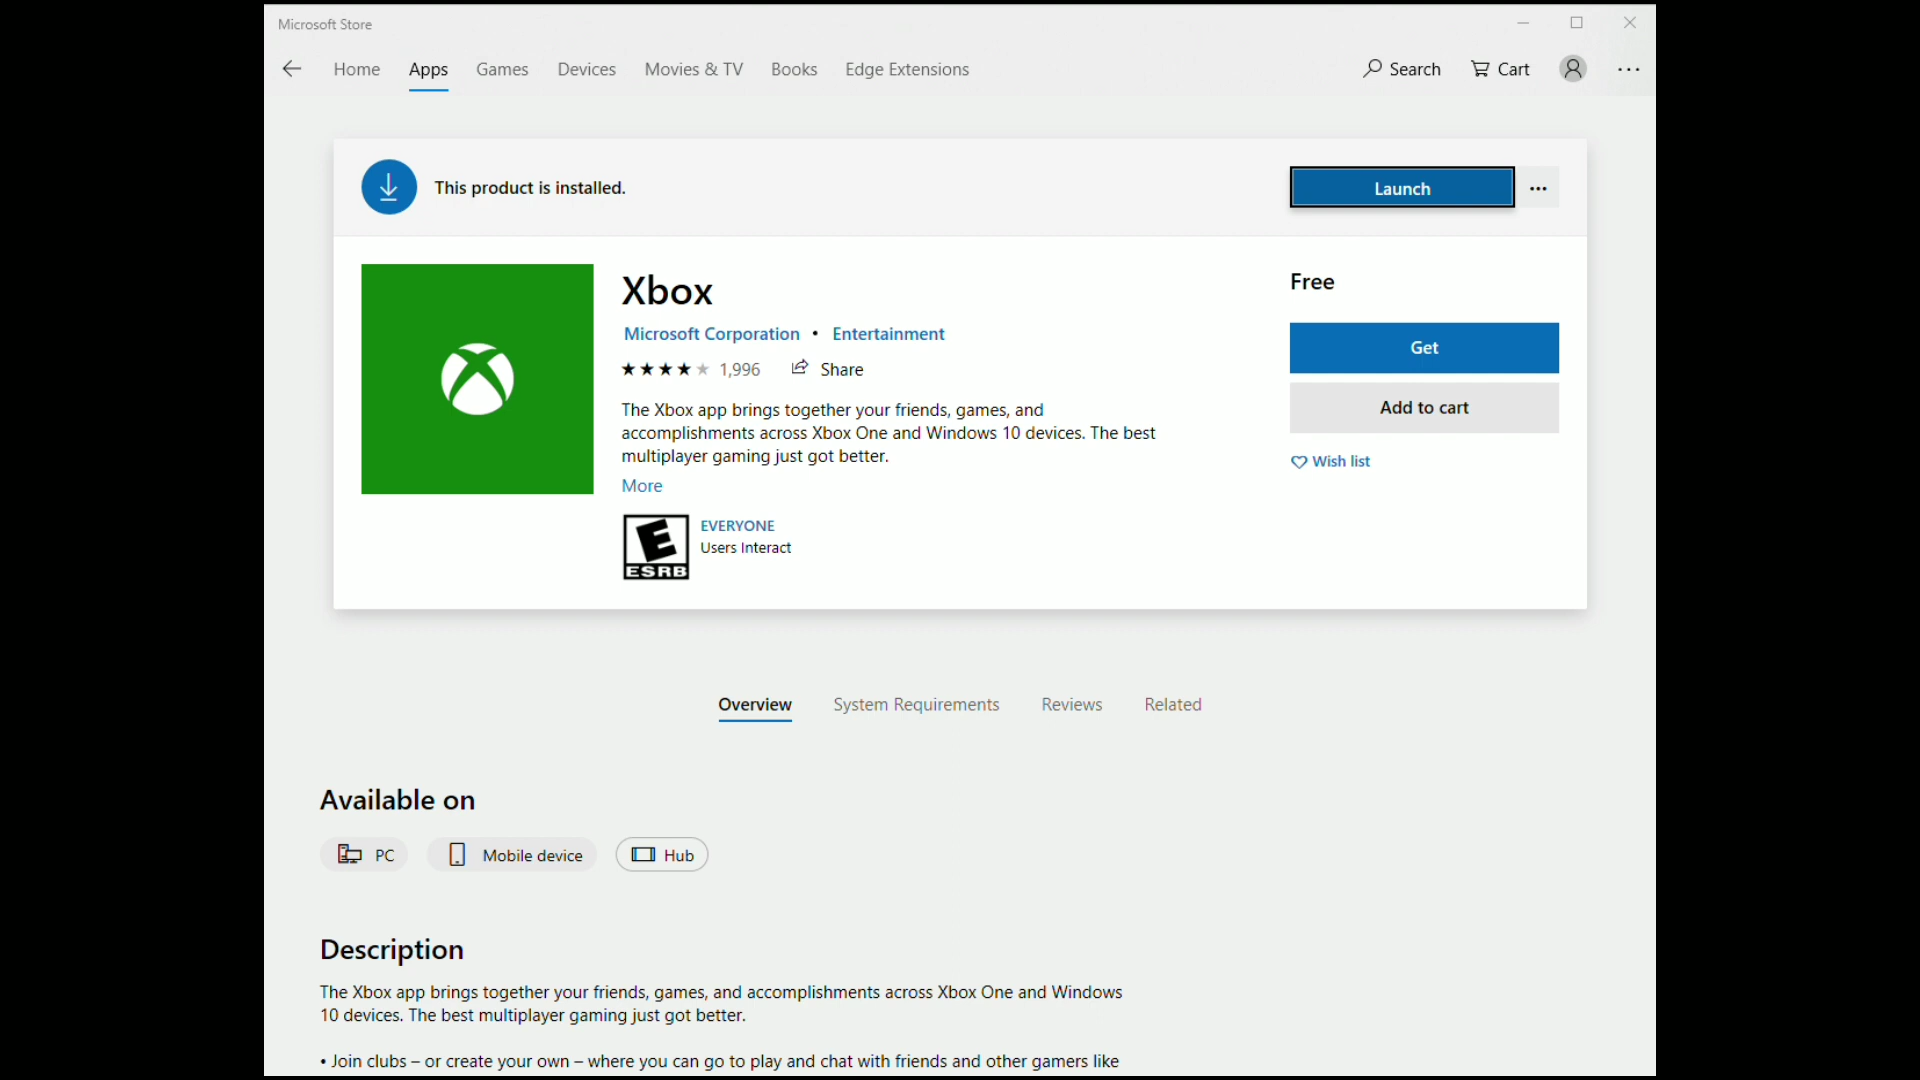 Microsoft Store
Home Apps Games Devices Movies & TV Books Edge Extensions Search Cart
This product is installed. Launch
Xbox
Free
Microsoft Corporation • Entertainment
Get
1,996 Share
The Xbox app brings together your friends, games, and
accomplishments across Xbox One and Windows 10 devices. The best
multiplayer gaming just got better.
Add to cart
Wish list
More
E
ESRB
EVERYONE
Users Interact
Overview System Requirements Reviews Related
Available on
PC Mobile device Hub
Description
The Xbox app brings together your friends, games, and accomplishments across Xbox One and Windows
10 devices. The best multiplayer gaming just got better.
• Join clubs – or create your own – where you can go to play and chat with friends and other gamers like